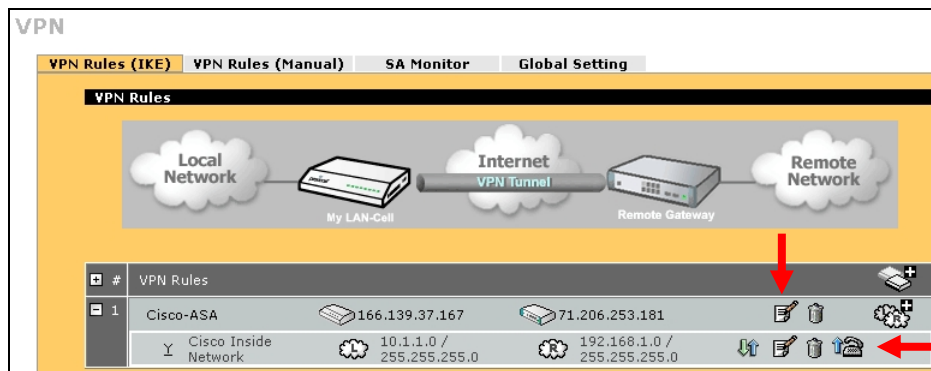 VPN
VPN Rules (IKE)
VPN Rules (Manual)
SA Monitor
Global Setting
VPN Rules
Local
Network
Internet
VPN Tunnel
Remote
Network
My LAN-Cell
Remote Gateway
# VPN Rules
1 Cisco-ASA 166.139.37.167 71.206.253.181
R
Y Cisco Inside
Network
L
10.1.1.0 /
255.255.255.0
R
192.168.1.0 /
255.255.255.0